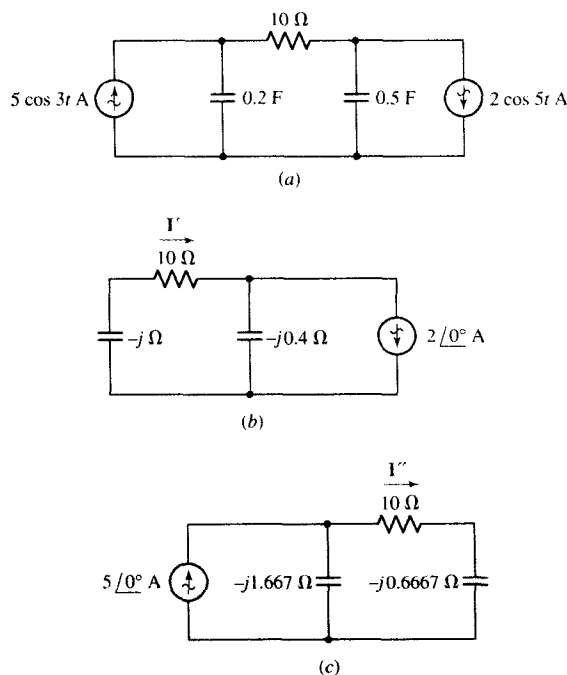 10 Ω
5 cos 3t A
0.2 F
0.5 F
2 cos 5t A
(a)
I′
10 Ω
–j Ω
–j0.4 Ω
2 /0° A
(b)
I″
10 Ω
5 /0° A
–j1.667 Ω
–j0.6667 Ω
(c)